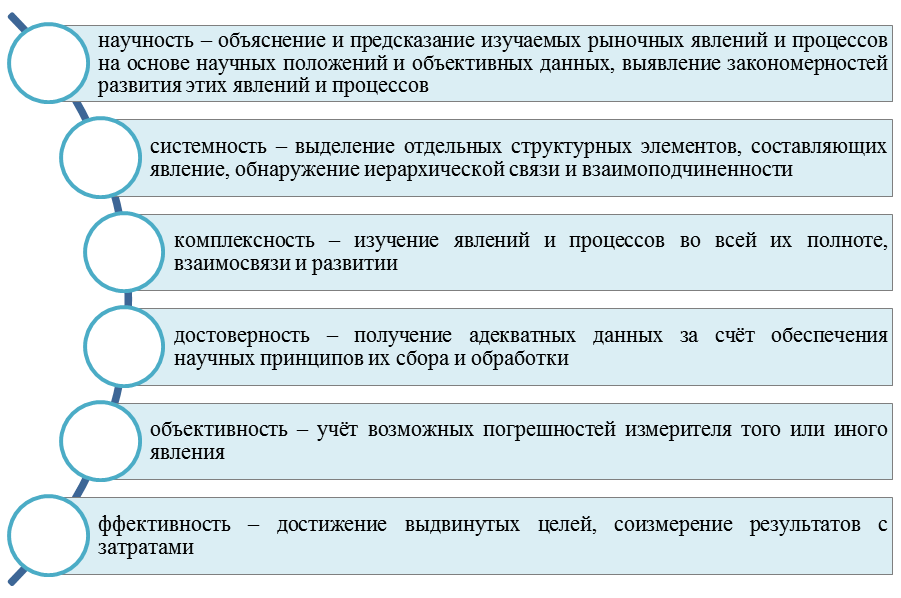 научность – объяснение и предсказание изучаемых рыночных явлений и процессов
на основе научных положений и объективных данных, выявление закономерностей
развития этих явлений и процессов
системность – выделение отдельных структурных элементов, составляющих
явление, обнаружение иерархической связи и взаимоподчиненности
комплексность – изучение явлений и процессов во всей их полноте,
взаимосвязи и развитии
достоверность – получение адекватных данных за счёт обеспечения
научных принципов их сбора и обработки
объективность – учёт возможных погрешностей измерителя того или иного
явления
ффективность – достижение выдвинутых целей, соизмерение результатов с
затратами